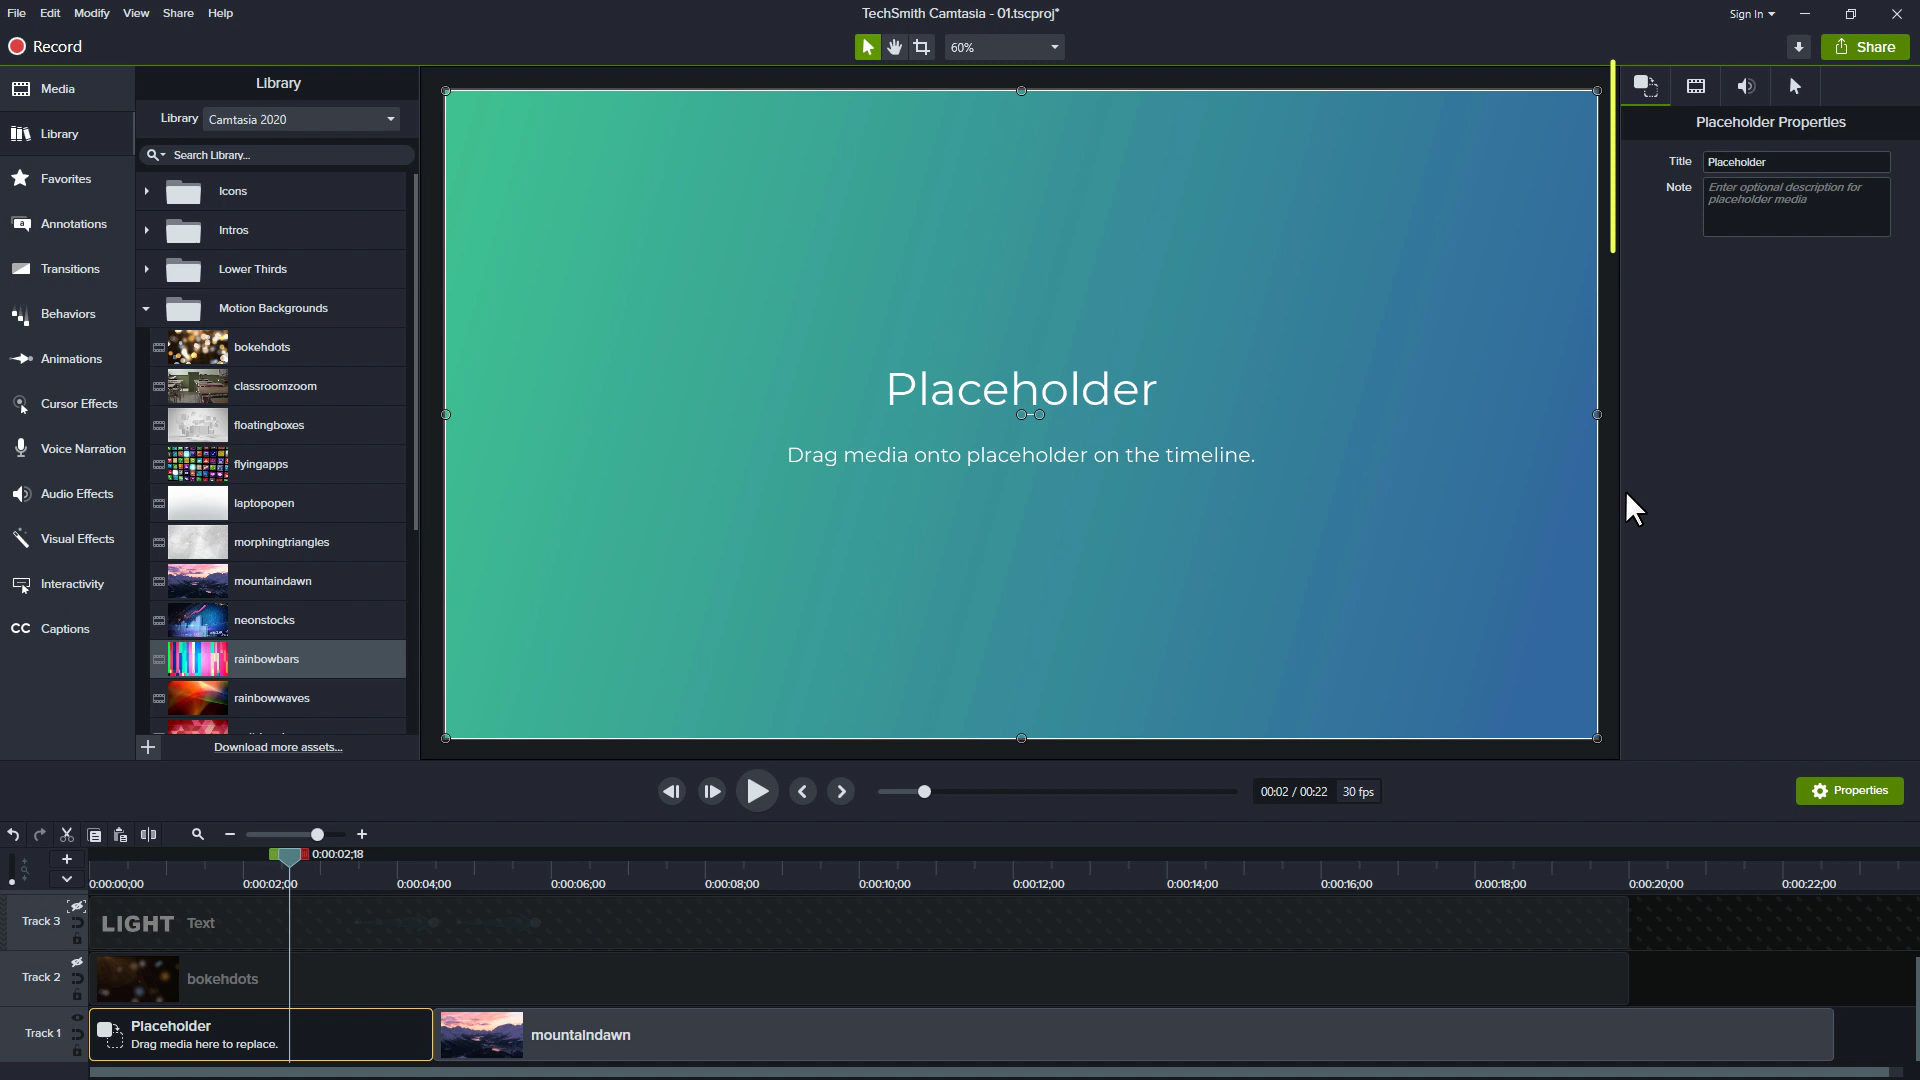 File Edit Modify View Share Help
TechSmith Camtasia - 01.tscproj*
Sign In
Record
60%
Share
Media
Library
Favorites
Annotations
Transitions
Behaviors
Animations
Cursor Effects
Voice Narration
Audio Effects
Visual Effects
Interactivity
CC Captions
Library
Library Camtasia 2020
Search Library...
Icons
Intros
Lower Thirds
Motion Backgrounds
bokehdots
classroomzoom
floatingboxes
flyingapps
laptopopen
morphingtriangles
mountaindawn
neonstocks
rainbowbars
rainbowwaves
Download more assets...
Placeholder
Drag media onto placeholder on the timeline.
Placeholder Properties
Title Placeholder
Note Enter optional description for
placeholder media
00:02 / 00:22 30 fps
Properties
0:00:02;18
0:00:00;00 0:00:02;00 0:00:04;00 0:00:06;00 0:00:08;00 0:00:10;00 0:00:12;00 0:00:14;00 0:00:16;00 0:00:18;00 0:00:20;00 0:00:22;00
Track 3 LIGHT Text
Track 2 bokehdots
Track 1 Placeholder
Drag media here to replace.
mountaindawn